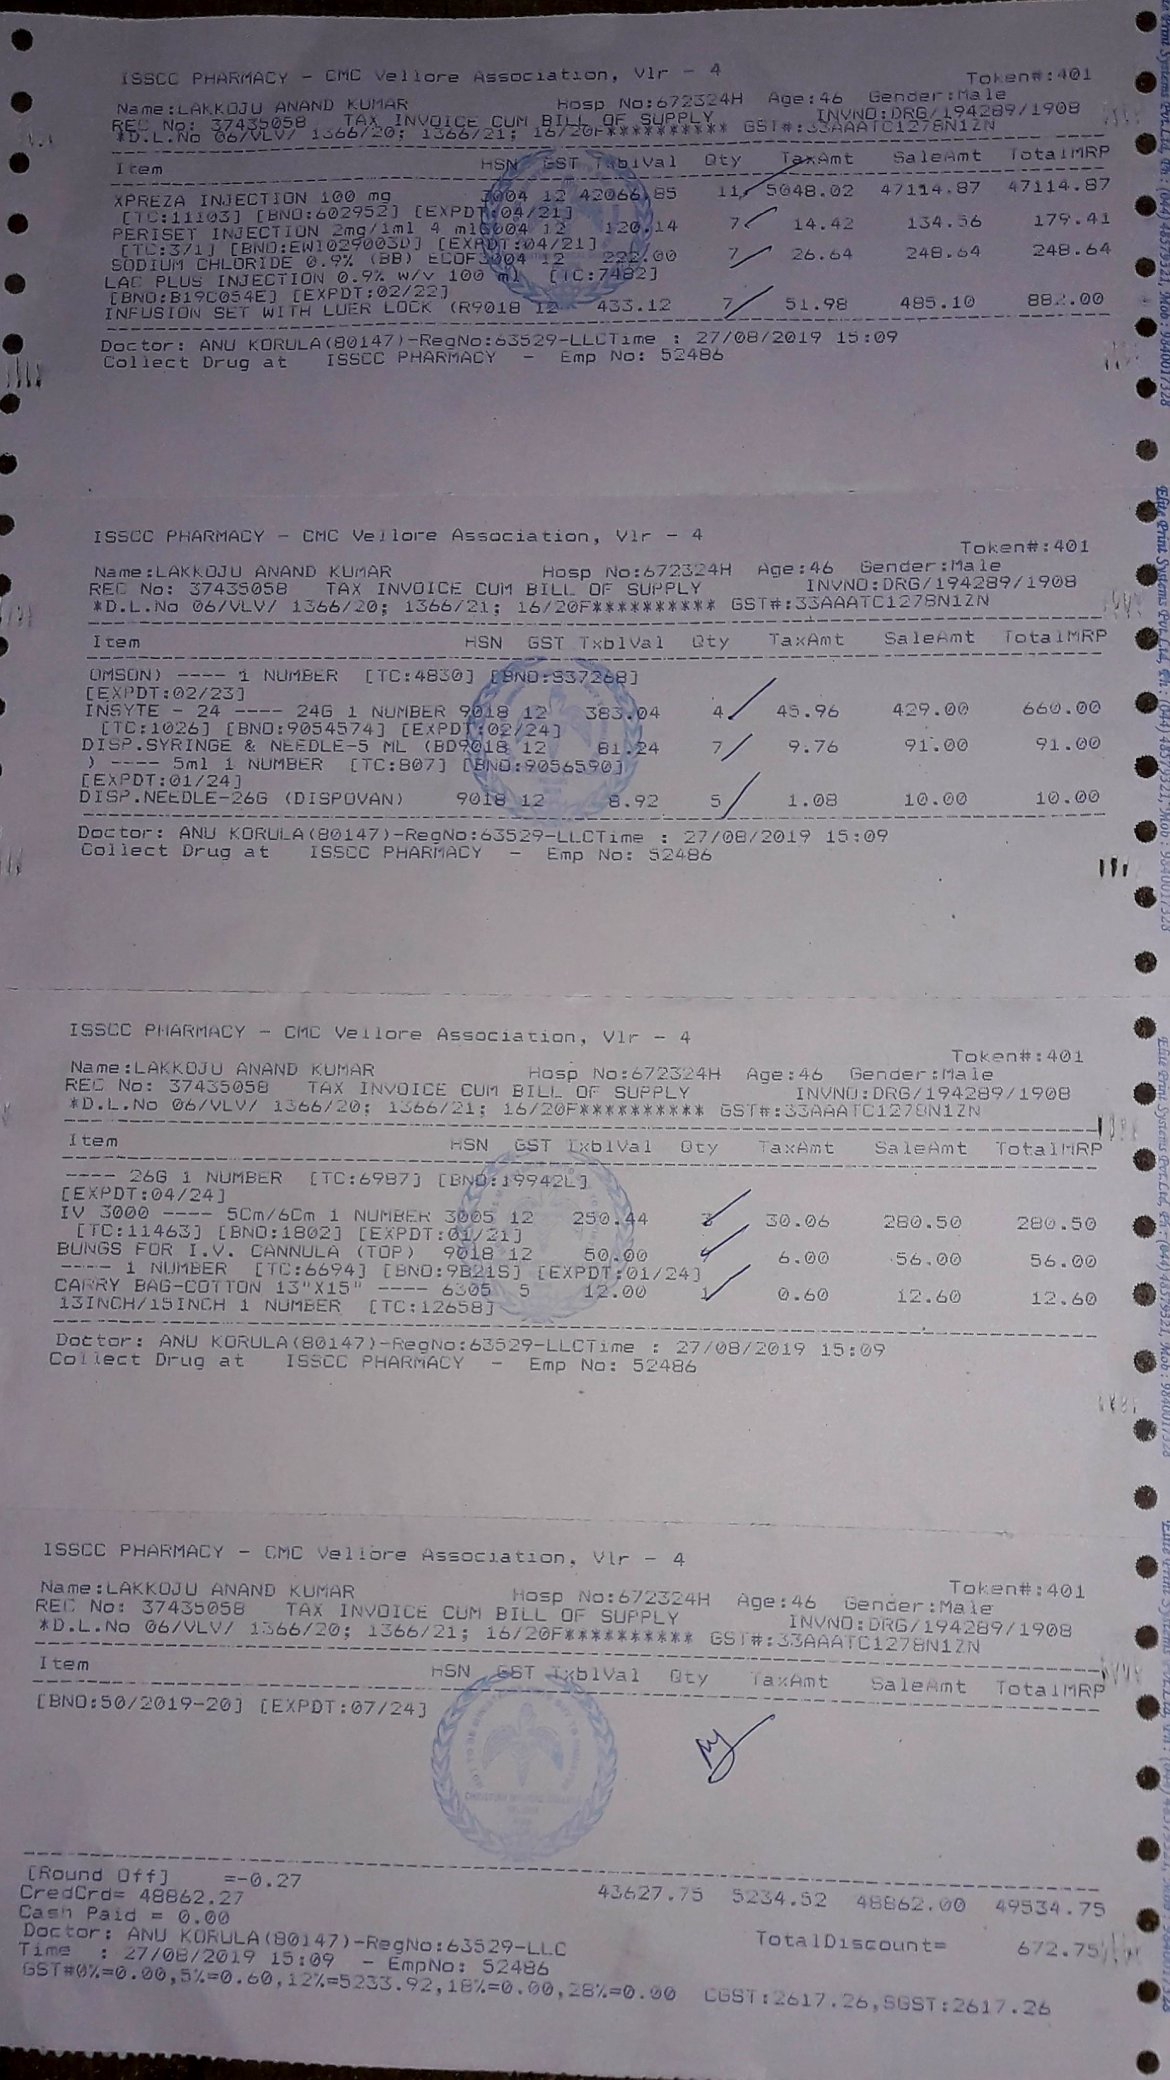 ISSCC PHARMACY - CMC Vellore Association, Vlr - 4
Token#:401
Name:LAKKOJU ANAND KUMAR Hosp No:672324H Age:46 Gender:Male
REC No: 37435058 TAX INVOICE CUM BILL OF SUPPLY INVNO:DRG/194289/1908
*D.L.No 06/VLV/ 1366/20; 1366/21; 16/20F********** GST#:33AAATC1278N1ZN
Item HSN GST TxblVal Qty TaxAmt SaleAmt TotalMRP
XPREZA INJECTION 100 mg 3004 12 42066.85 11 5048.02 47114.87 47114.87
[TC:11103] [BNO:602952] [EXPDT:04/21]
PERISET INJECTION 2mg/1ml 4 ml3004 12 120.14 7 14.42 134.56 179.41
[TC:371] [BNO:EW1029003D] [EXPDT:04/21]
SODIUM CHLORIDE 0.9% (BB) ECOF3004 12 222.00 7 26.64 248.64 248.64
LAC PLUS INJECTION 0.9% w/v 100 ml [TC:7482]
[BNO:B19C054E] [EXPDT:02/22]
INFUSION SET WITH LUER LOCK (R9018 12 433.12 7 51.98 485.10 882.00
Doctor: ANU KORULA(80147)-RegNo:63529-LLCTime : 27/08/2019 15:09
Collect Drug at ISSCC PHARMACY - Emp No: 52486
ISSCC PHARMACY - CMC Vellore Association, Vlr - 4
Token#:401
Name:LAKKOJU ANAND KUMAR Hosp No:672324H Age:46 Gender:Male
REC No: 37435058 TAX INVOICE CUM BILL OF SUPPLY INVNO:DRG/194289/1908
*D.L.No 06/VLV/ 1366/20; 1366/21; 16/20F********** GST#:33AAATC1278N1ZN
Item HSN GST TxblVal Qty TaxAmt SaleAmt TotalMRP
OMSON) ---- 1 NUMBER [TC:4830] [BNO:S37268]
[EXPDT:02/23]
INSYTE - 24 ---- 24G 1 NUMBER 9018 12 383.04 4 45.96 429.00 660.00
[TC:1026] [BNO:9054574] [EXPDT:02/24]
DISP.SYRINGE & NEEDLE-5 ML (BD9018 12 81.24 7 9.76 91.00 91.00
) ---- 5ml 1 NUMBER [TC:807] [BNO:9056590]
[EXPDT:01/24]
DISP.NEEDLE-26G (DISPOVAN) 9018 12 8.92 5 1.08 10.00 10.00
Doctor: ANU KORULA(80147)-RegNo:63529-LLCTime : 27/08/2019 15:09
Collect Drug at ISSCC PHARMACY - Emp No: 52486
ISSCC PHARMACY - CMC Vellore Association, Vlr - 4
Token#:401
Name:LAKKOJU ANAND KUMAR Hosp No:672324H Age:46 Gender:Male
REC No: 37435058 TAX INVOICE CUM BILL OF SUPPLY INVNO:DRG/194289/1908
*D.L.No 06/VLV/ 1366/20; 1366/21; 16/20F********** GST#:33AAATC1278N1ZN
Item HSN GST TxblVal Qty TaxAmt SaleAmt TotalMRP
---- 26G 1 NUMBER [TC:6987] [BNO:19942L]
[EXPDT:04/24]
IV 3000 ---- 5Cm/6Cm 1 NUMBER 3005 12 250.44 3 30.06 280.50 280.50
[TC:11463] [BNO:1802] [EXPDT:01/21]
BUNGS FOR I.V. CANNULA (TOP) 9018 12 50.00 6.00 56.00 56.00
---- 1 NUMBER [TC:6694] [BNO:9B21S] [EXPDT:01/24]
CARRY BAG-COTTON 13"X15" ---- 6305 5 12.00 1 0.60 12.60 12.60
13INCH/15INCH 1 NUMBER [TC:12658]
Doctor: ANU KORULA(80147)-RegNo:63529-LLCTime : 27/08/2019 15:09
Collect Drug at ISSCC PHARMACY - Emp No: 52486
ISSCC PHARMACY - CMC Vellore Association, Vlr - 4
Token#:401
Name:LAKKOJU ANAND KUMAR Hosp No:672324H Age:46 Gender:Male
REC No: 37435058 TAX INVOICE CUM BILL OF SUPPLY INVNO:DRG/194289/1908
*D.L.No 06/VLV/ 1366/20; 1366/21; 16/20F********** GST#:33AAATC1278N1ZN
Item HSN GST TxblVal Qty TaxAmt SaleAmt TotalMRP
[BNO:50/2019-20] [EXPDT:07/24]
[Round Off] =-0.27
CredCrd= 48862.27 43627.75 5234.52 48862.00 49534.75
Cash Paid = 0.00
Doctor: ANU KORULA(80147)-RegNo:63529-LLC TotalDiscount= 672.75
Time : 27/08/2019 15:09 - EmpNo: 52486
GST#0%=0.00,5%=0.60,12%=5233.92,18%=0.00,28%=0.00 CGST:2617.26,SGST:2617.26